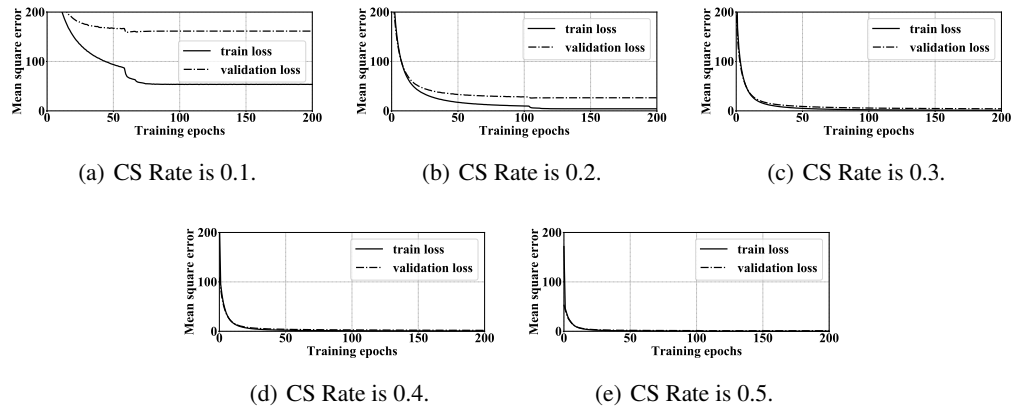 Mean square error
200
100
0
train loss
validation loss
0 50 100 150 200
Training epochs
(a) CS Rate is 0.1.
Mean square error
200
100
0
train loss
validation loss
0 50 100 150 200
Training epochs
(b) CS Rate is 0.2.
Mean square error
200
100
0
train loss
validation loss
0 50 100 150 200
Training epochs
(c) CS Rate is 0.3.
Mean square error
200
100
0
train loss
validation loss
0 50 100 150 200
Training epochs
(d) CS Rate is 0.4.
Mean square error
200
100
0
train loss
validation loss
0 50 100 150 200
Training epochs
(e) CS Rate is 0.5.